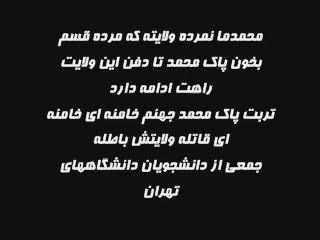 محمدما نمرده ولایته که مرده قسم
بخون پاک محمد تا دفن این ولایت
راهت ادامه دارد
تربت پاک محمد جهنم خامنه ای خامنه
ای قاتله ولایتش باطله
جمعی از دانشجویان دانشگاههای
تهران